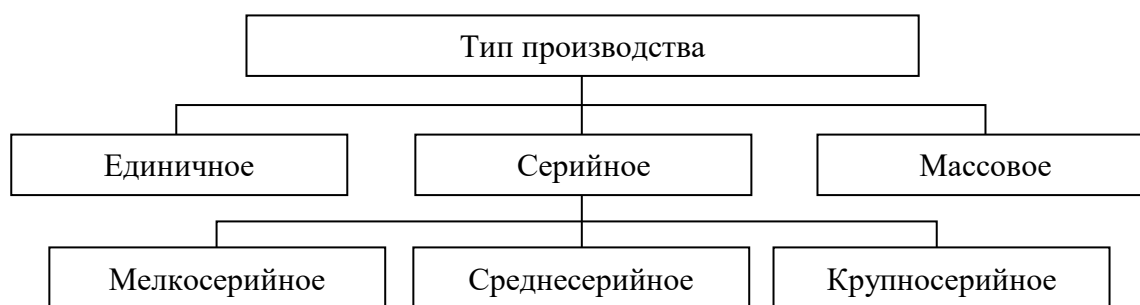 Тип производства
Единичное
Серийное
Массовое
Мелкосерийное
Среднесерийное
Крупносерийное